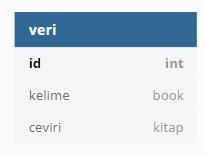 veri
id int
kelime book
ceviri kitap